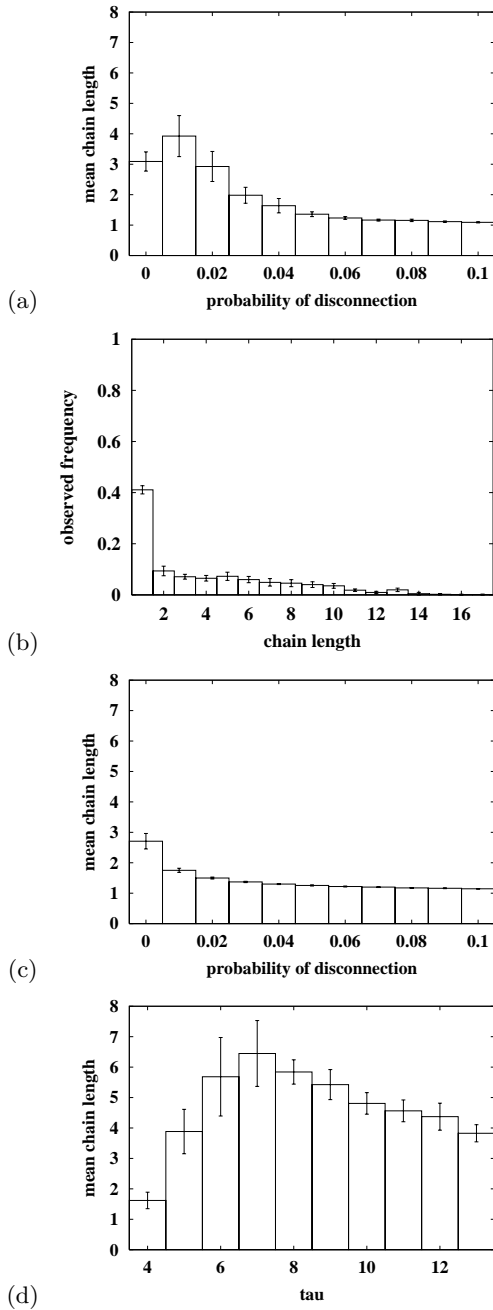 8
7
6
5
4
3
2
1
0
mean chain length
0 0.02 0.04 0.06 0.08 0.1
probability of disconnection
(a)
1
0.8
0.6
0.4
0.2
0
observed frequency
2 4 6 8 10 12 14 16
chain length
(b)
8
7
6
5
4
3
2
1
0
mean chain length
0 0.02 0.04 0.06 0.08 0.1
probability of disconnection
(c)
8
7
6
5
4
3
2
1
0
mean chain length
4 6 8 10 12
tau
(d)